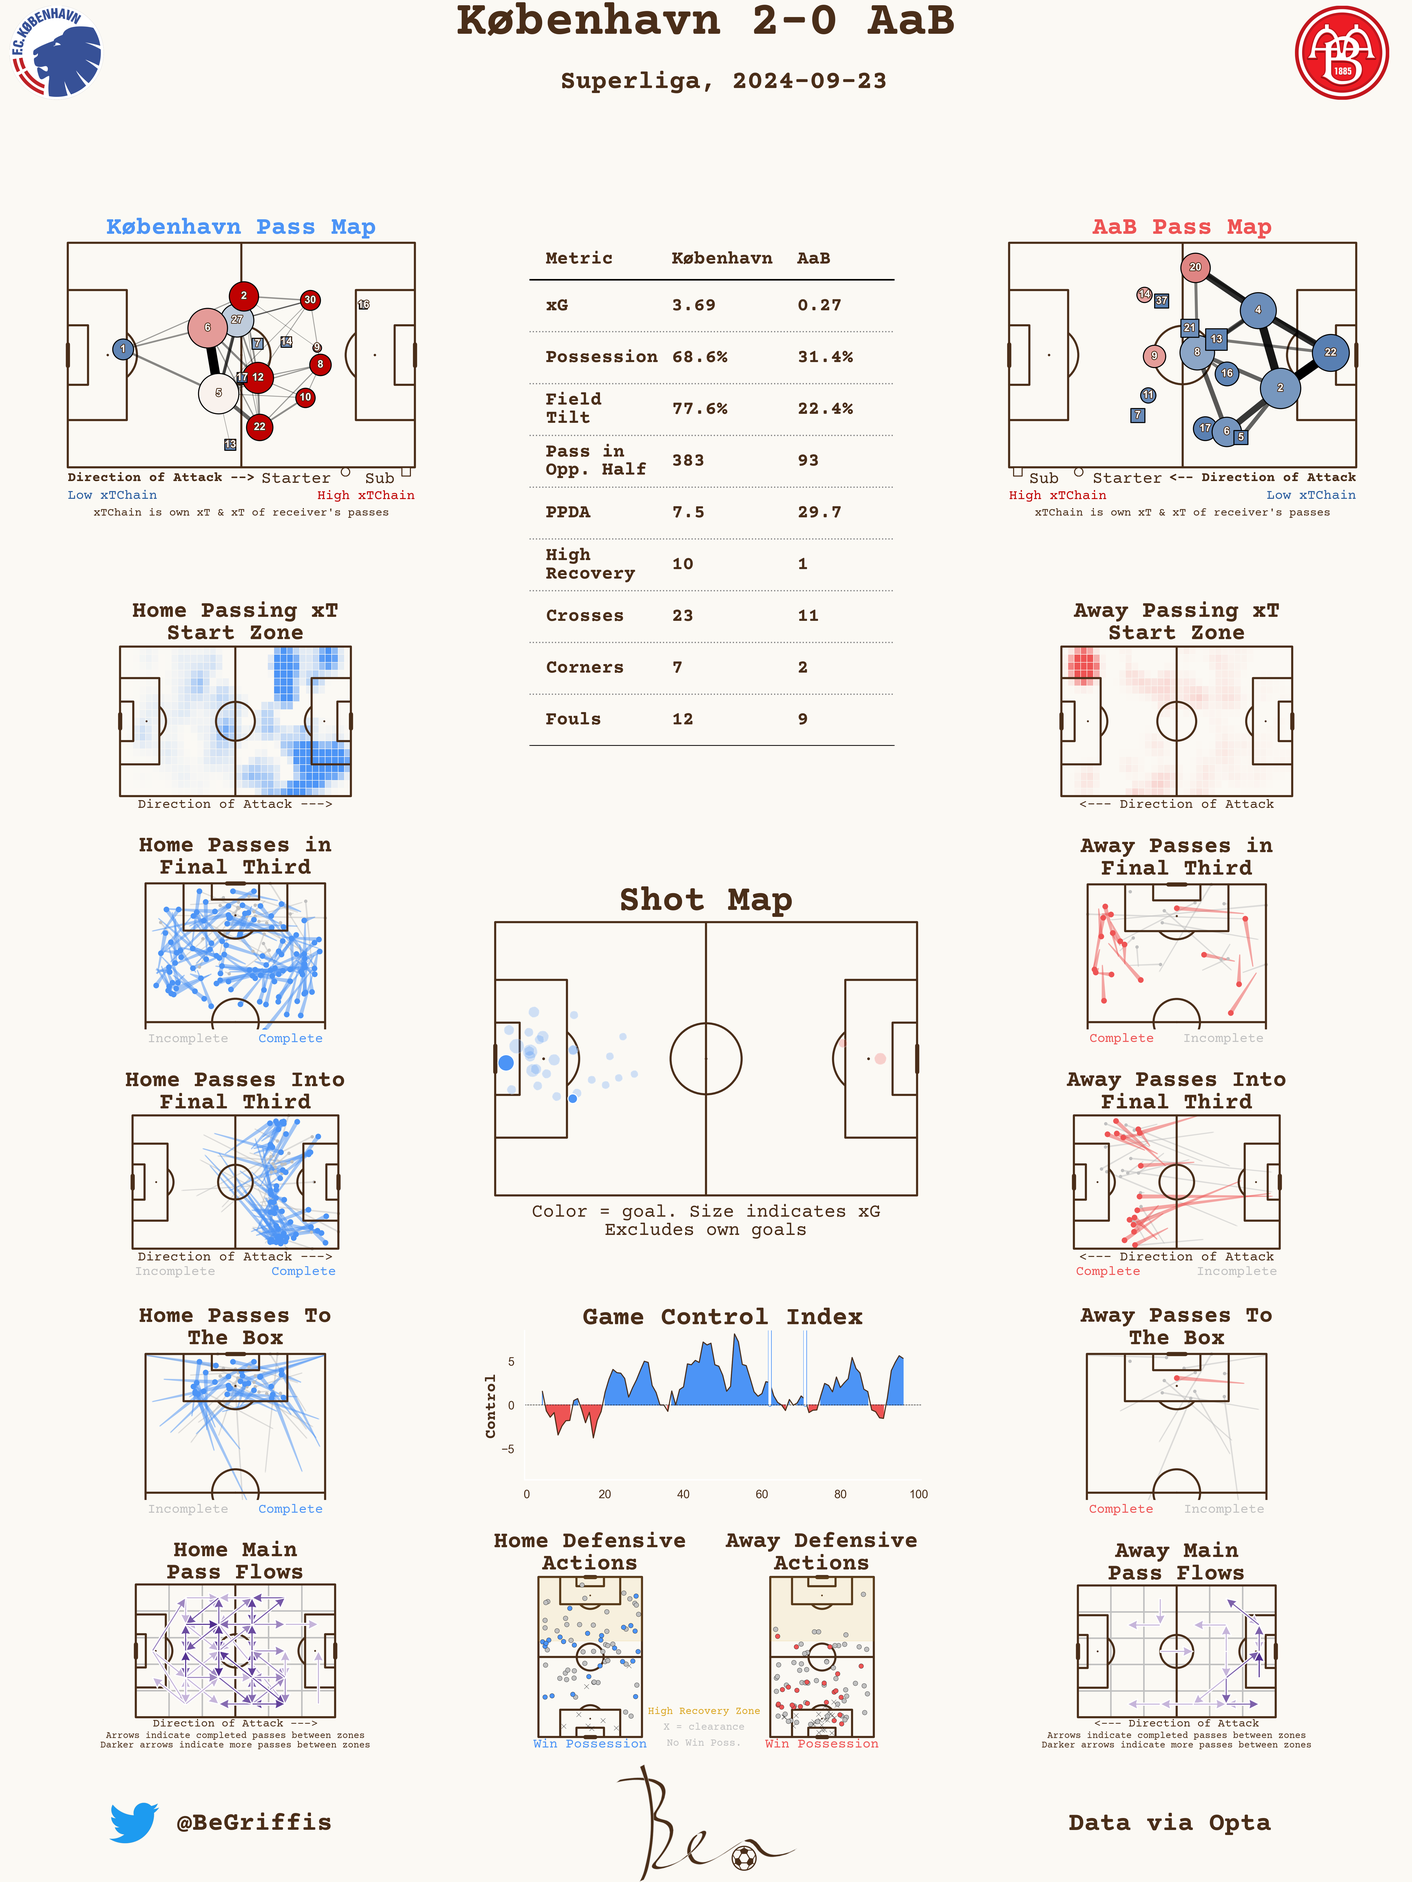 København 2-0 AaB
Superliga, 2024-09-23
F.C. KØBENHAVN
1885
København Pass Map
1
2
27
6
30
16
7
14
9
8
17
12
5
10
22
13
Direction of Attack --> Starter Sub
Low xTChain High xTChain
xTChain is own xT & xT of receiver's passes
Metric København AaB
xG 3.69 0.27
Possession 68.6% 31.4%
Field
Tilt 77.6% 22.4%
Pass in
Opp. Half 383 93
PPDA 7.5 29.7
High
Recovery 10 1
Crosses 23 11
Corners 7 2
Fouls 12 9
AaB Pass Map
20
14
37
4
21
13
9
8
22
16
2
11
7
17
6
5
Sub Starter <-- Direction of Attack
High xTChain Low xTChain
xTChain is own xT & xT of receiver's passes
Home Passing xT
Start Zone
Direction of Attack --->
Away Passing xT
Start Zone
<--- Direction of Attack
Home Passes in
Final Third
Incomplete Complete
Away Passes in
Final Third
Complete Incomplete
Shot Map
Color = goal. Size indicates xG
Excludes own goals
Home Passes Into
Final Third
Direction of Attack --->
Incomplete Complete
Away Passes Into
Final Third
<--- Direction of Attack
Complete Incomplete
Home Passes To
The Box
Incomplete Complete
Game Control Index
Control
5
0
−5
0 20 40 60 80 100
Away Passes To
The Box
Complete Incomplete
Home Main
Pass Flows
Direction of Attack --->
Arrows indicate completed passes between zones
Darker arrows indicate more passes between zones
Home Defensive
Actions
Win Possession
Away Defensive
Actions
Win Possession
High Recovery Zone
X = clearance
No Win Poss.
Away Main
Pass Flows
<--- Direction of Attack
Arrows indicate completed passes between zones
Darker arrows indicate more passes between zones
@BeGriffis
Data via Opta